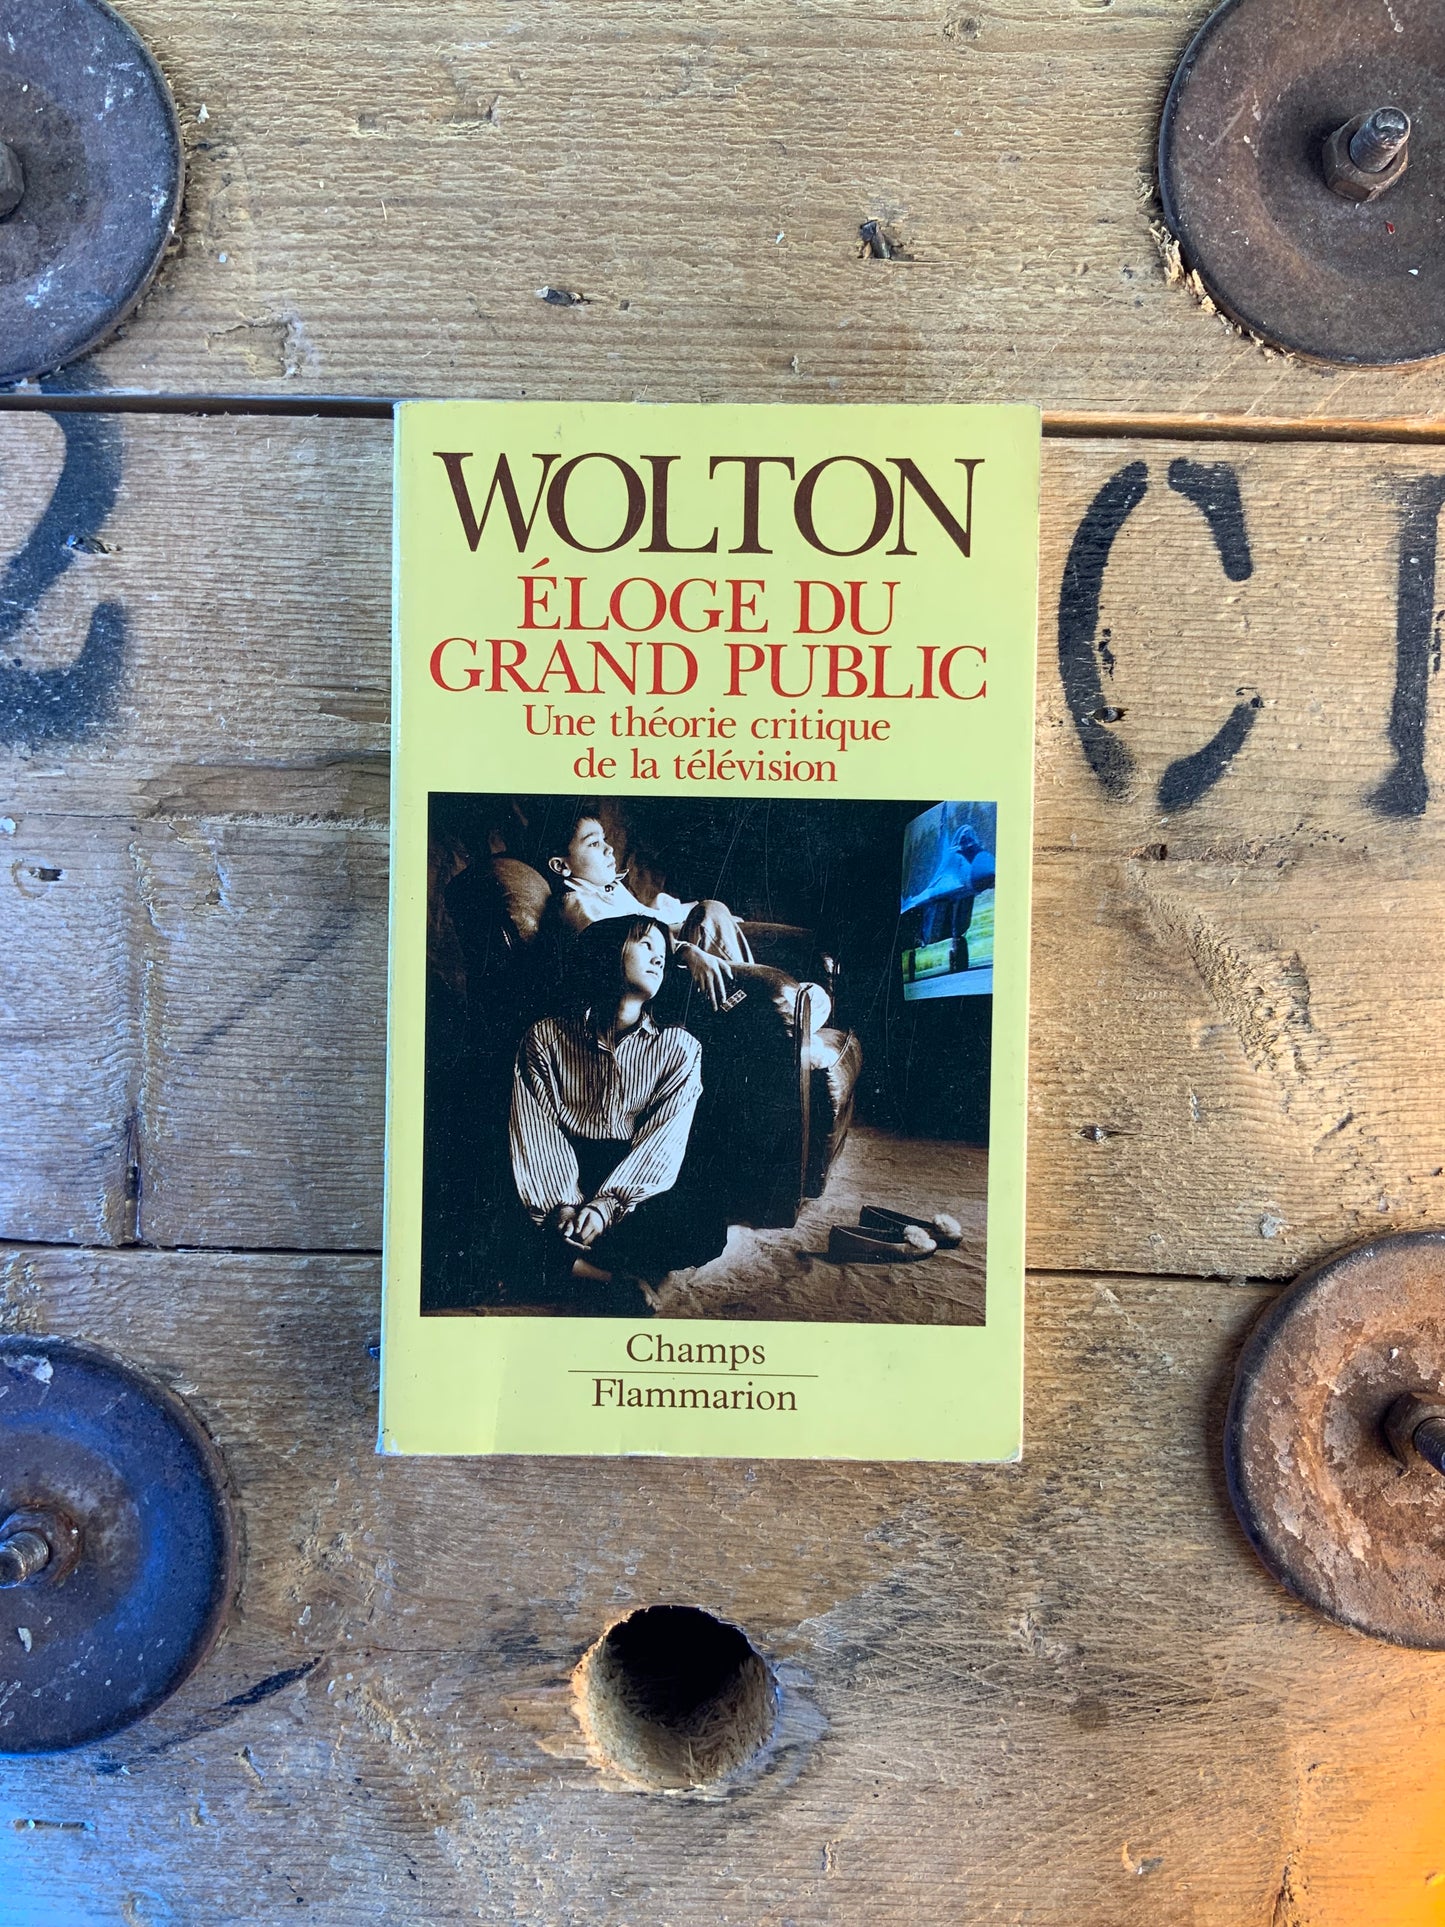 WOLTON
ÉLOGE DU
GRAND PUBLIC
Une théorie critique
de la télévision
Champs
Flammarion